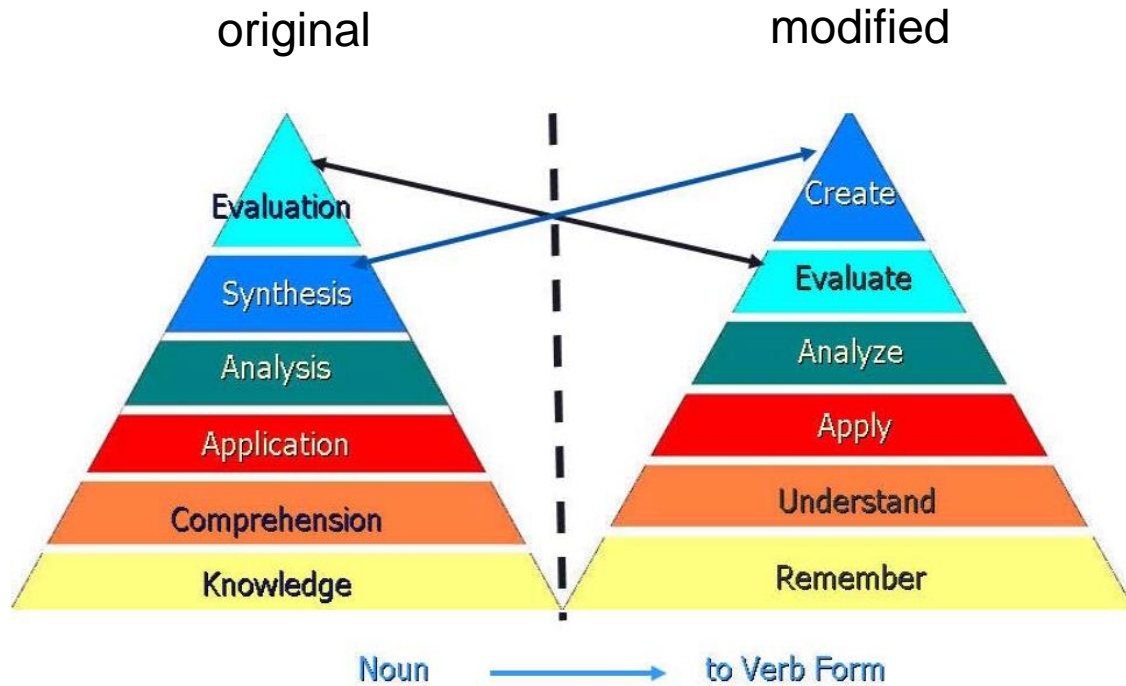 original
modified
Evaluation
Synthesis
Analysis
Application
Comprehension
Knowledge
Create
Evaluate
Analyze
Apply
Understand
Remember
Noun to Verb Form